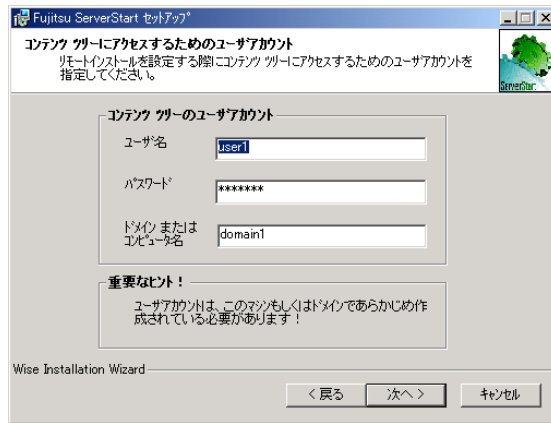 Fujitsu ServerStart ｾｯﾄｱｯﾌﾟ
ｺﾝﾃﾝﾂ ﾂﾘｰにｱｸｾｽするためのﾕｰｻﾞｱｶｳﾝﾄ
ﾘﾓｰﾄｲﾝｽﾄｰﾙを設定する際にｺﾝﾃﾝﾂ ﾂﾘｰにｱｸｾｽするためのﾕｰｻﾞｱｶｳﾝﾄを
指定してください。
ServerStart
ｺﾝﾃﾝﾂ ﾂﾘｰのﾕｰｻﾞｱｶｳﾝﾄ
ﾕｰｻﾞ名
user1
ﾊﾟｽﾜｰﾄﾞ
*******
ﾄﾞﾒｲﾝ または
ｺﾝﾋﾟｭｰﾀ名
domain1
重要なﾋﾝﾄ！
ﾕｰｻﾞｱｶｳﾝﾄは、このﾏｼﾝもしくはﾄﾞﾒｲﾝであらかじめ作
成されている必要があります！
Wise Installation Wizard
< 戻る
次へ >
ｷｬﾝｾﾙ